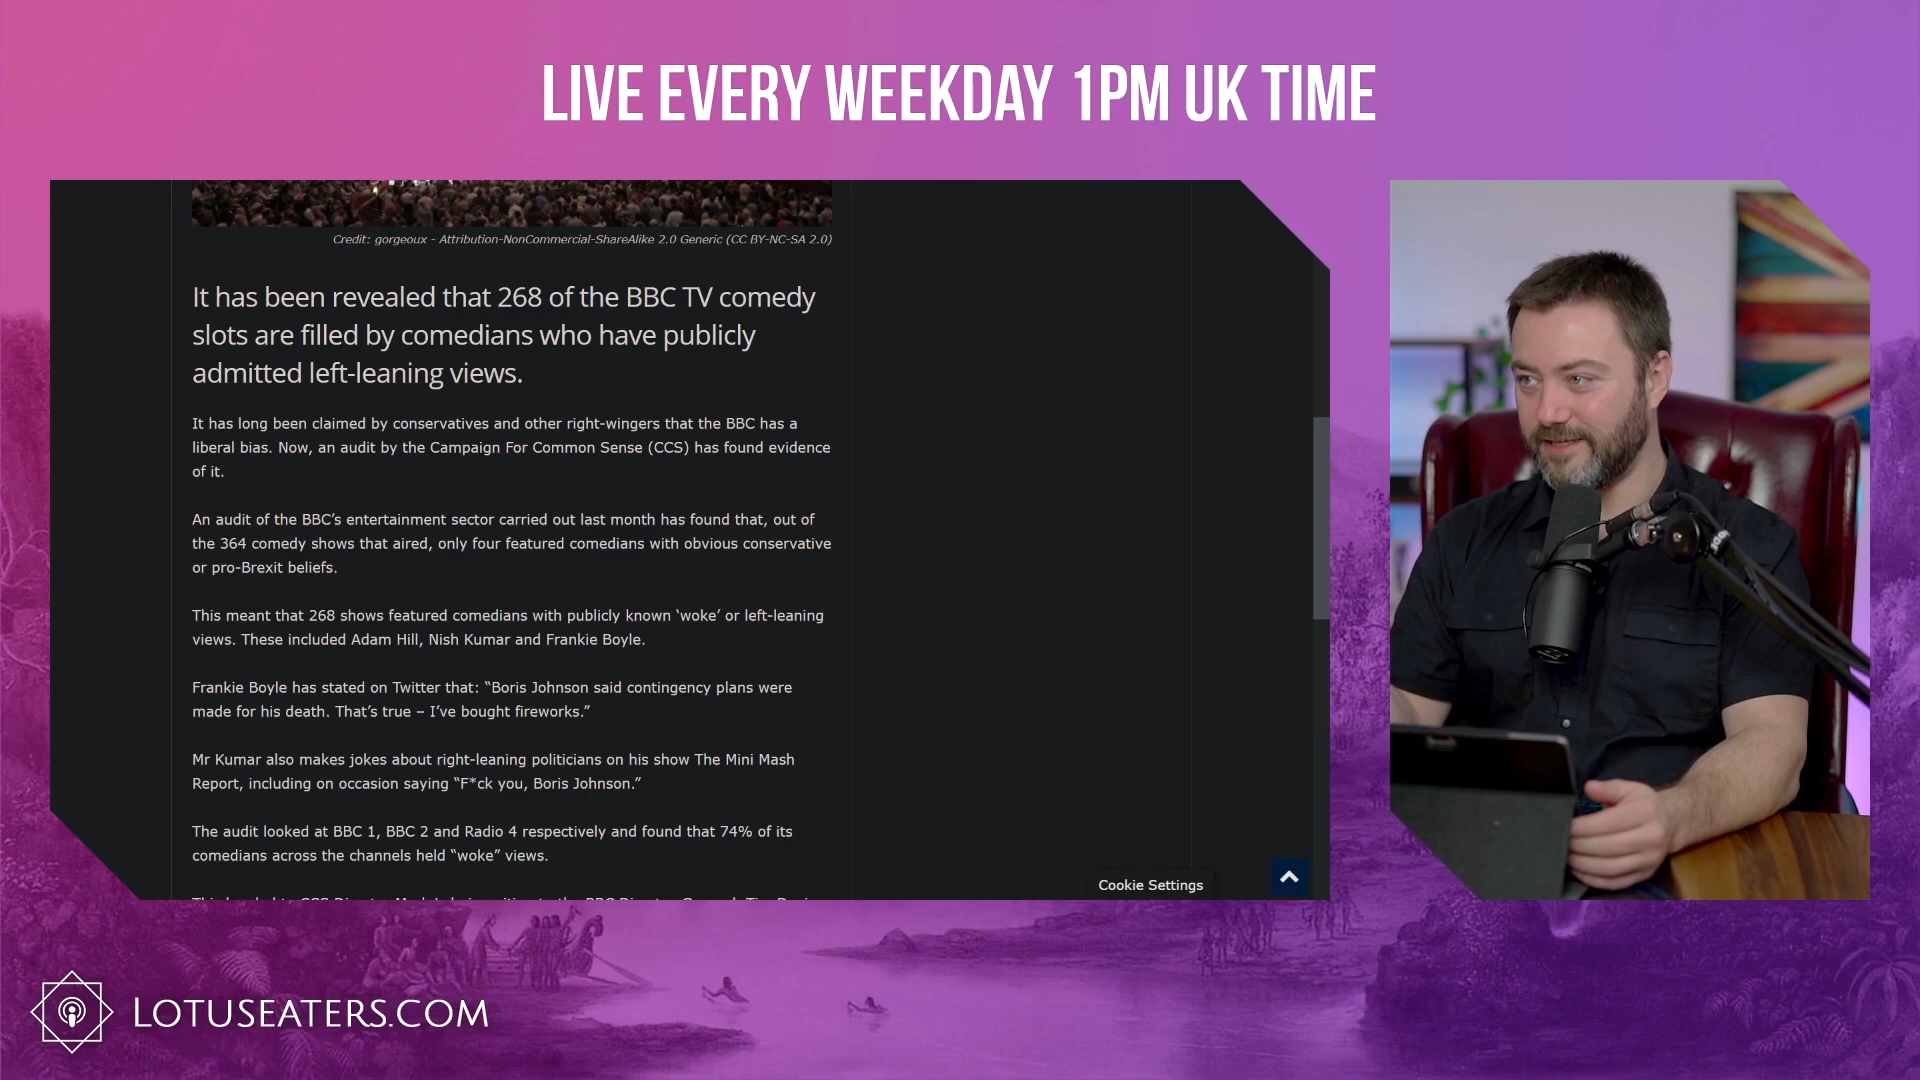 LIVE EVERY WEEKDAY 1PM UK TIME
Credit: gorgeoux - Attribution-NonCommercial-ShareAlike 2.0 Generic (CC BY-NC-SA 2.0)
It has been revealed that 268 of the BBC TV comedy
slots are filled by comedians who have publicly
admitted left-leaning views.
It has long been claimed by conservatives and other right-wingers that the BBC has a
liberal bias. Now, an audit by the Campaign For Common Sense (CCS) has found evidence
of it.
An audit of the BBC’s entertainment sector carried out last month has found that, out of
the 364 comedy shows that aired, only four featured comedians with obvious conservative
or pro-Brexit beliefs.
This meant that 268 shows featured comedians with publicly known ‘woke’ or left-leaning
views. These included Adam Hill, Nish Kumar and Frankie Boyle.
Frankie Boyle has stated on Twitter that: “Boris Johnson said contingency plans were
made for his death. That’s true – I’ve bought fireworks.”
Mr Kumar also makes jokes about right-leaning politicians on his show The Mini Mash
Report, including on occasion saying “F*ck you, Boris Johnson.”
The audit looked at BBC 1, BBC 2 and Radio 4 respectively and found that 74% of its
comedians across the channels held “woke” views.
Cookie Settings
LOTUSEATERS.COM